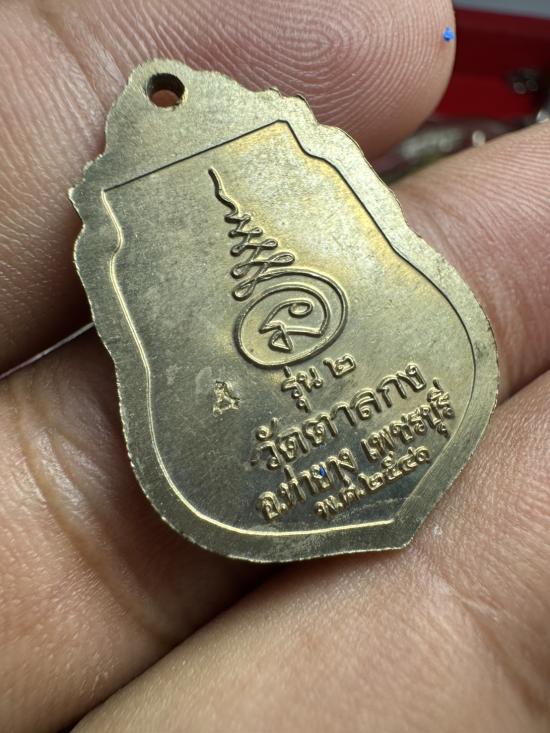 รุ่น ๒
วัดตาลกง
อ.ท่ายาง เพชรบุรี
พ.ศ.๒๕๔๑